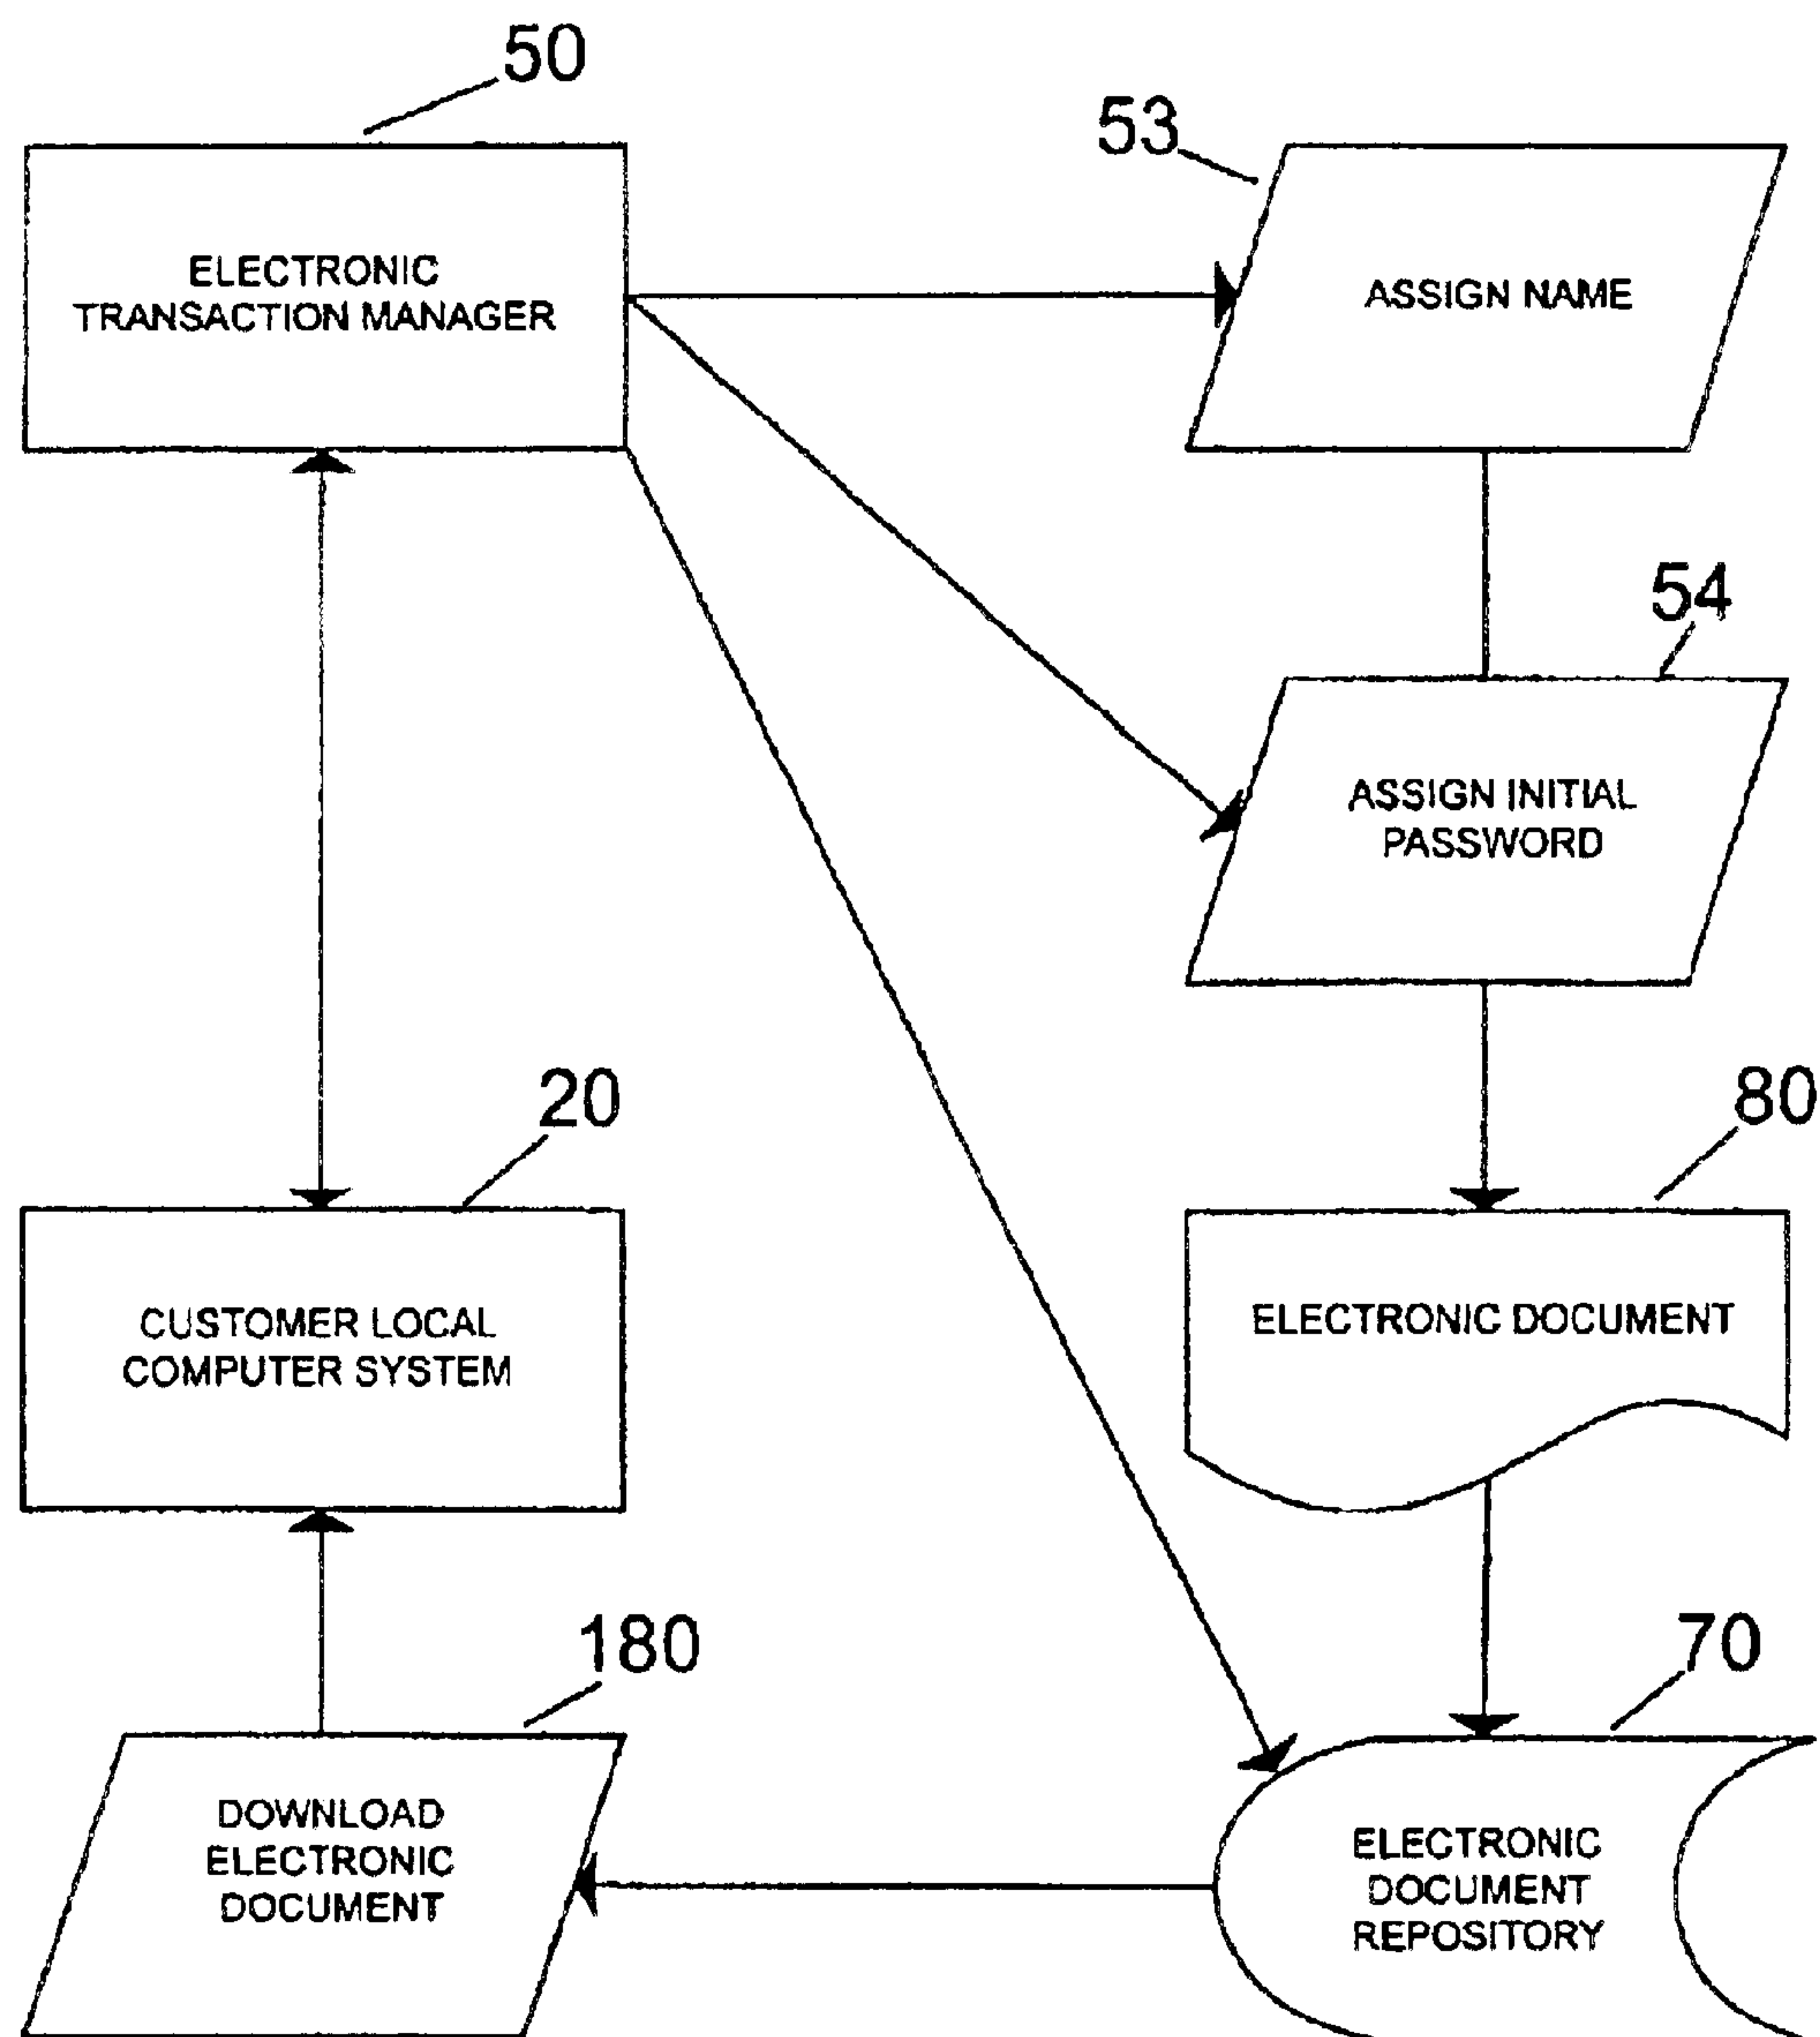 50
53
ELECTRONIC
TRANSACTION MANAGER
ASSIGN NAME
54
ASSIGN INITIAL
PASSWORD
20
80
CUSTOMER LOCAL
COMPUTER SYSTEM
ELECTRONIC DOCUMENT
180
70
DOWNLOAD
ELECTRONIC
DOCUMENT
ELECTRONIC
DOCUMENT
REPOSITORY